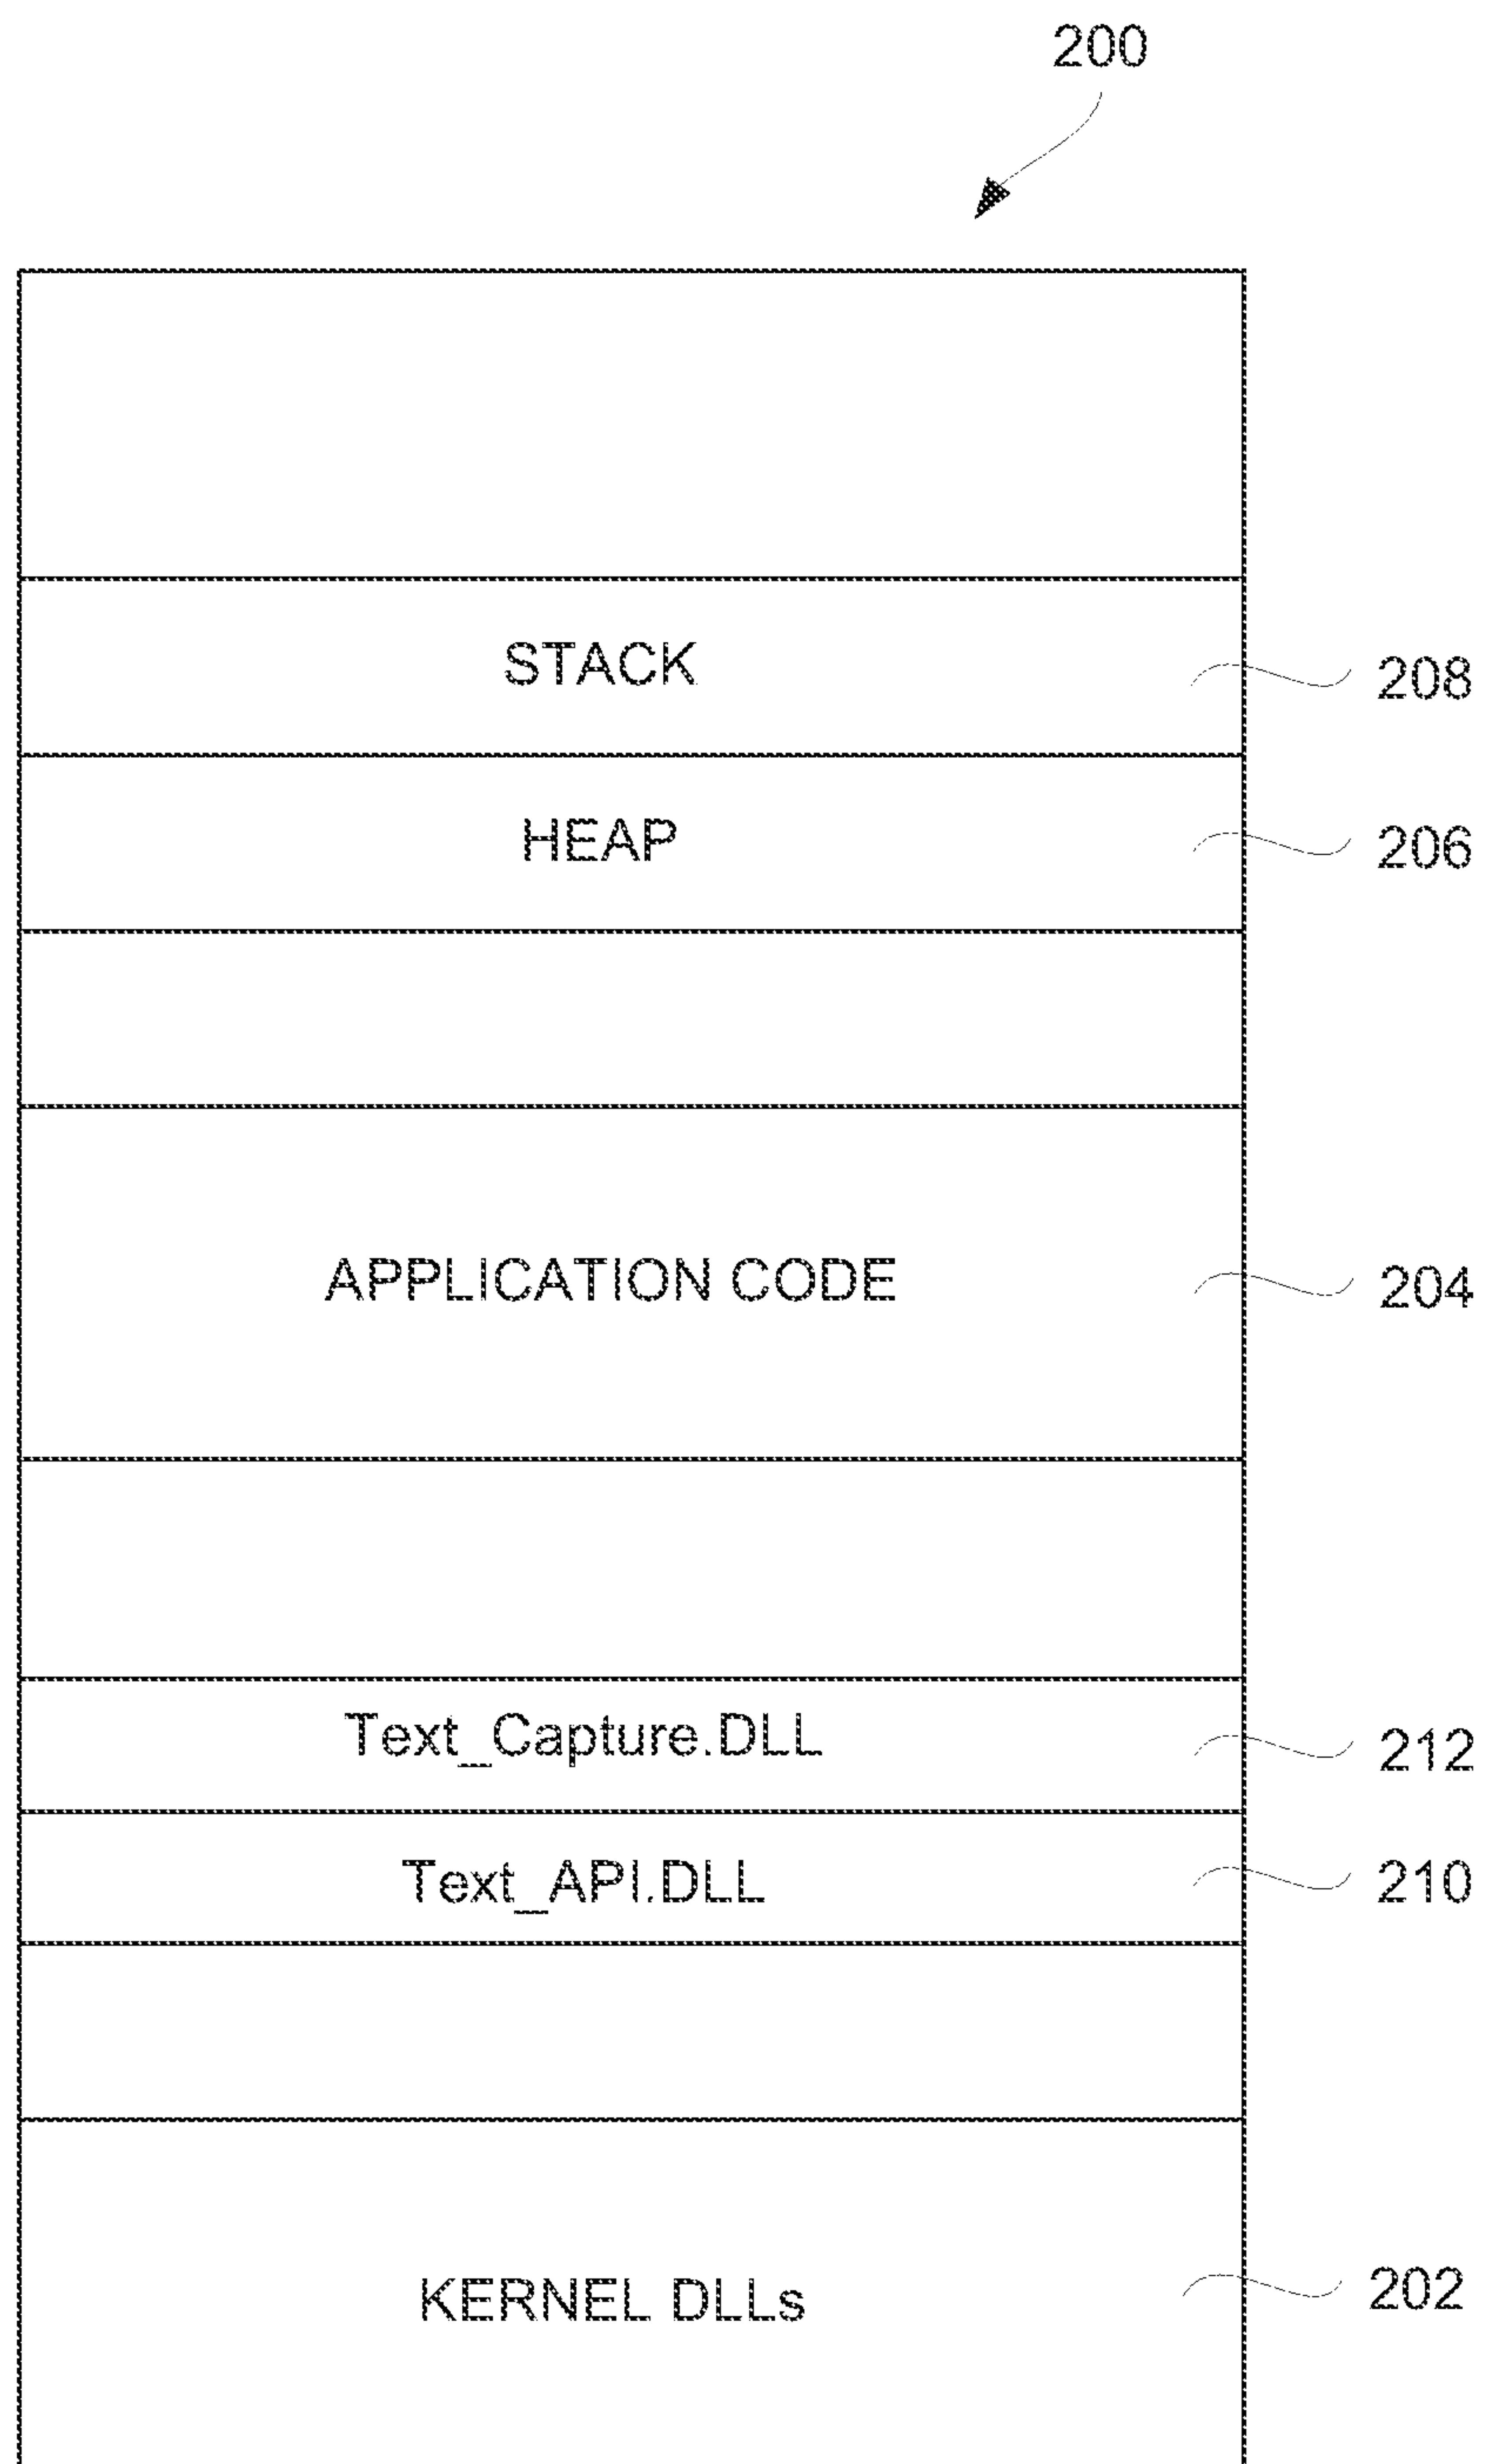 200
STACK
208
HEAP
206
APPLICATION CODE
204
Text_Capture.DLL
212
Text_API.DLL
210
KERNEL DLLs
202